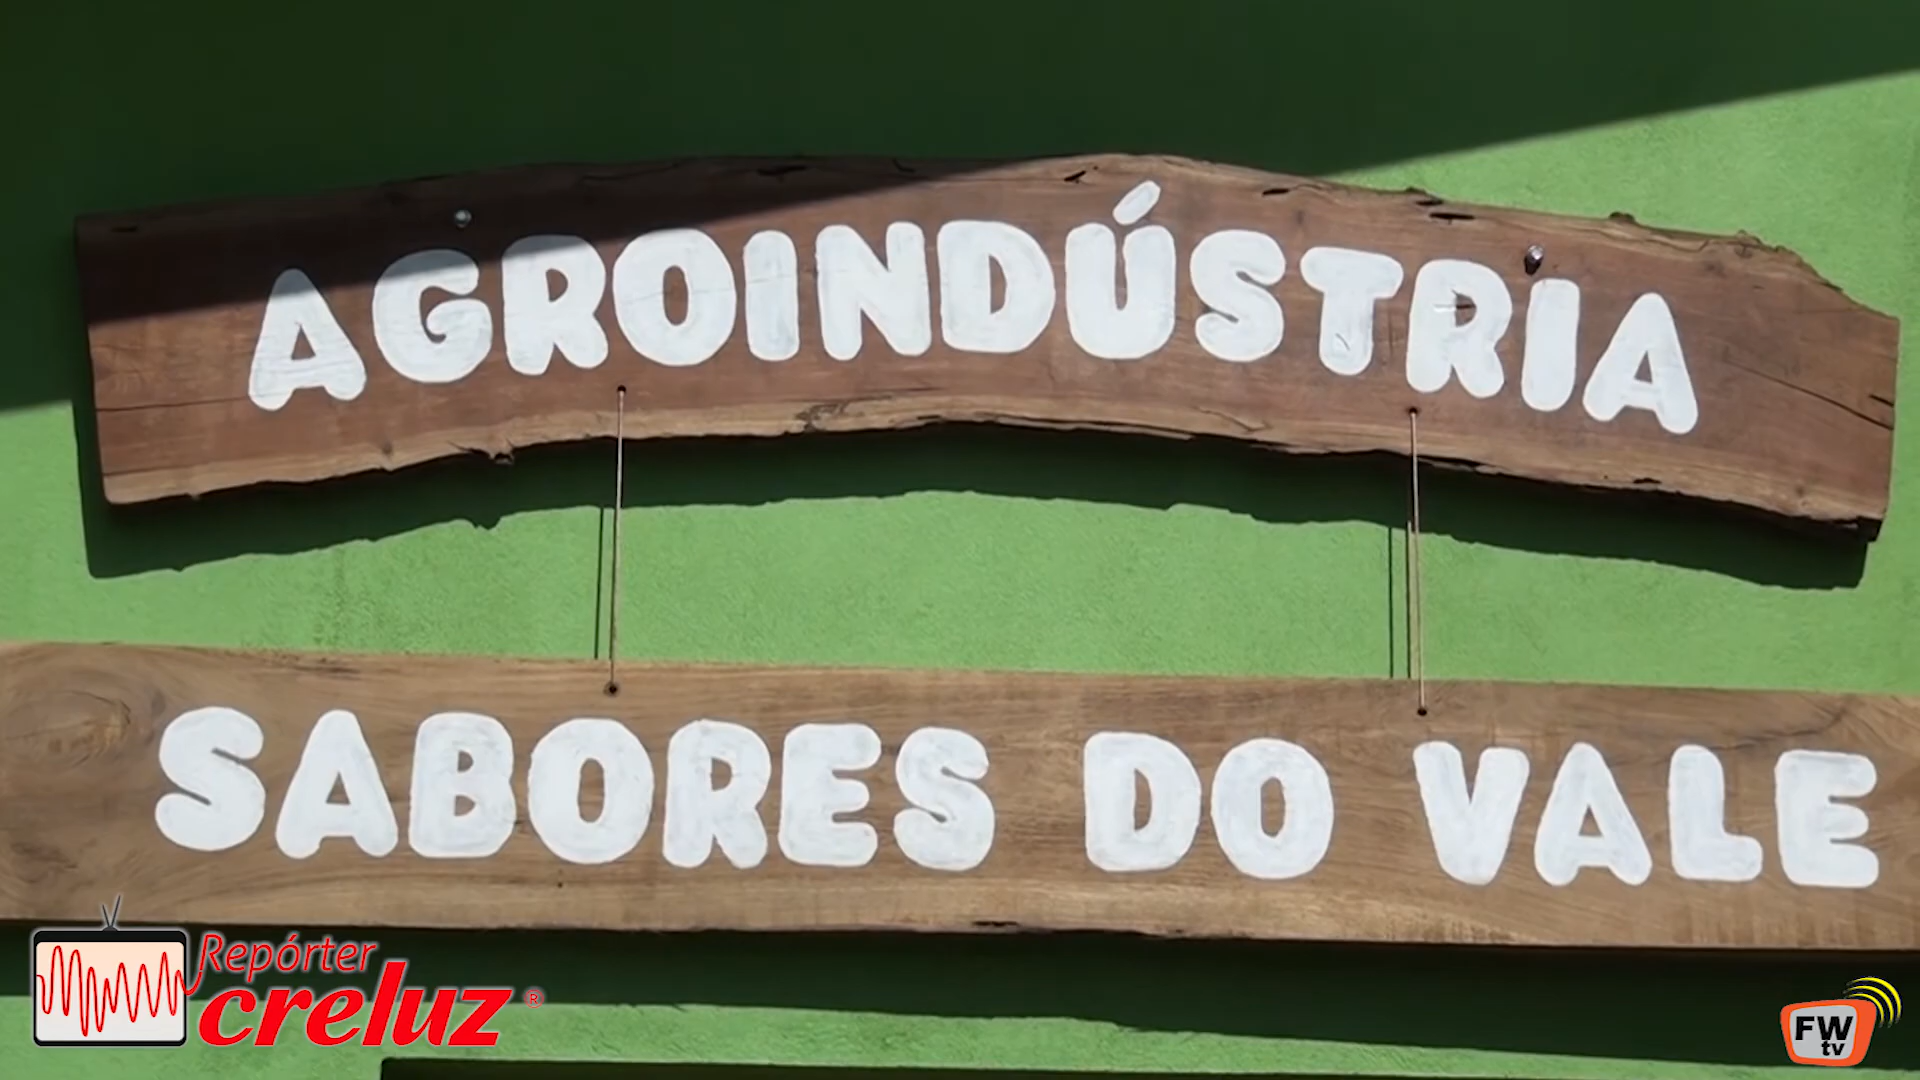 AGROINDÚSTRIA
SABORES DO VALE
Repórter
creluz®
FW
tv